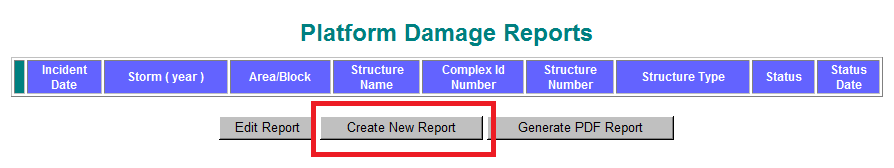 Platform Damage Reports
Incident Date Storm ( year ) Area/Block Structure Name Complex Id Number Structure Number Structure Type Status Status Date
Edit Report Create New Report Generate PDF Report